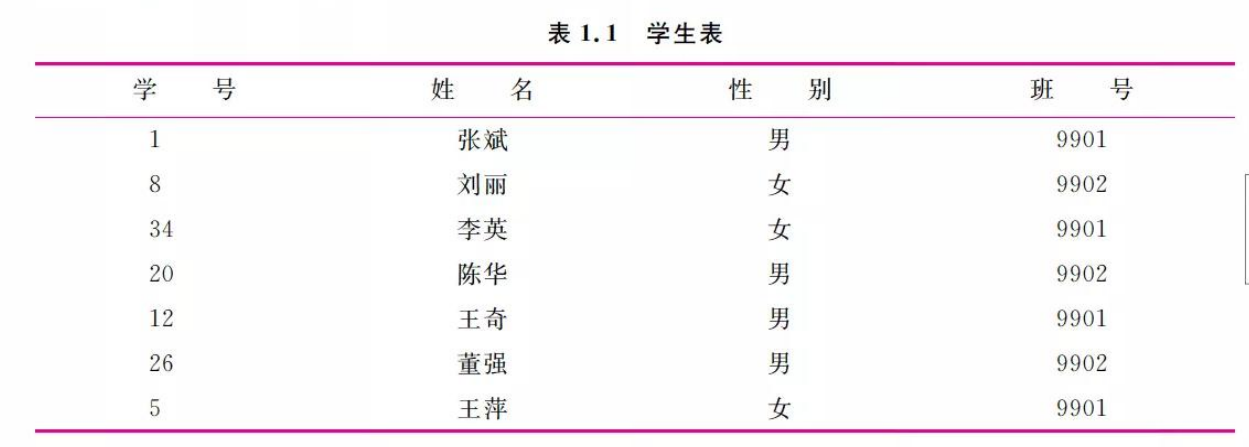 表 1.1 学生表
学号 姓名 性别 班号
1 张斌 男 9901
8 刘丽 女 9902
34 李英 女 9901
20 陈华 男 9902
12 王奇 男 9901
26 董强 男 9902
5 王萍 女 9901